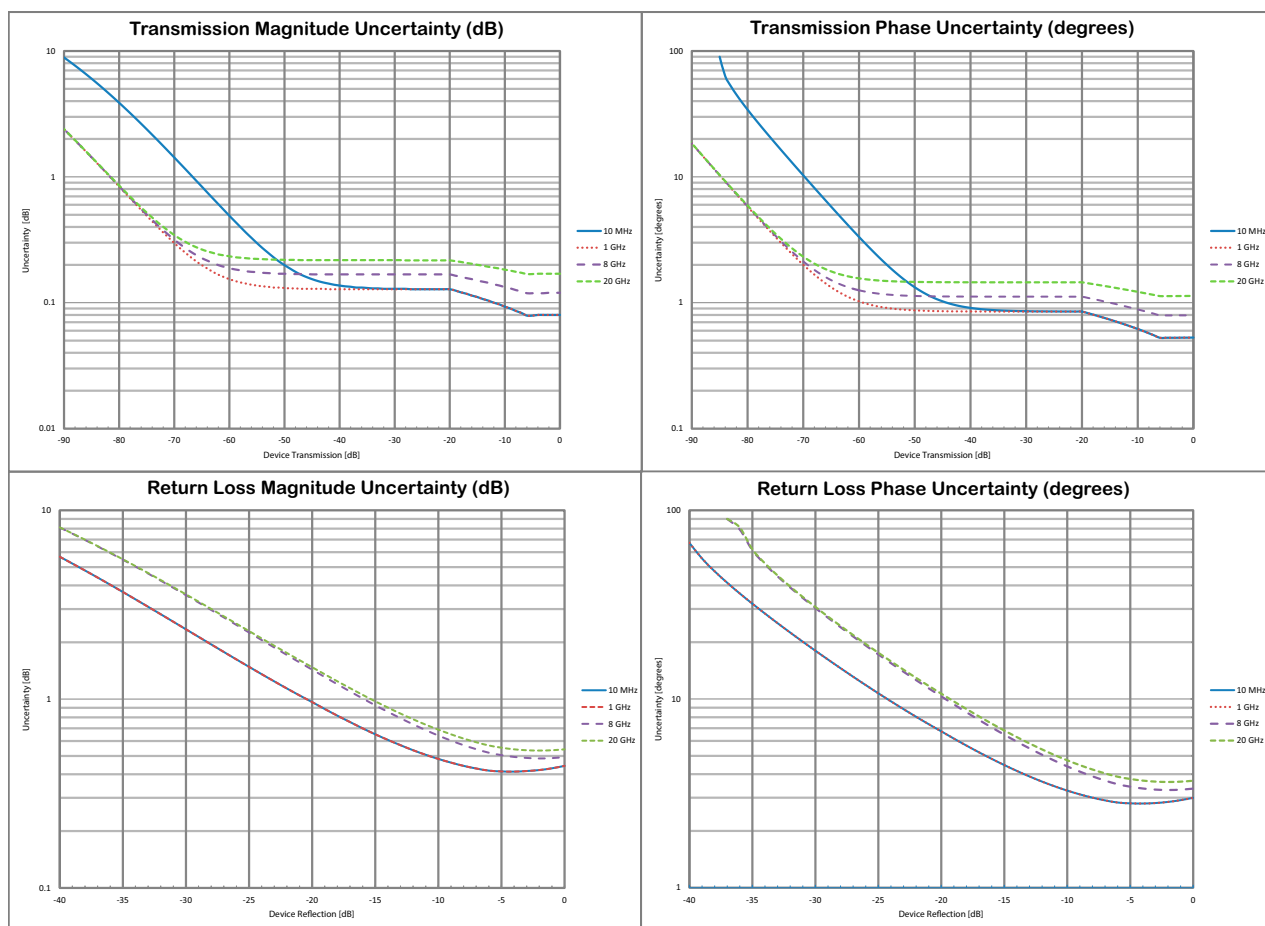 Transmission Magnitude Uncertainty (dB)
10
1
0.1
0.01
Uncertainty [dB]
-90
-80
-70
-60
-50
-40
-30
-20
-10
0
Device Transmission [dB]
10 MHz
1 GHz
8 GHz
20 GHz
Transmission Phase Uncertainty (degrees)
100
10
1
0.1
Uncertainty [degrees]
-90
-80
-70
-60
-50
-40
-30
-20
-10
0
Device Transmission [dB]
10 MHz
1 GHz
8 GHz
20 GHz
Return Loss Magnitude Uncertainty (dB)
10
1
0.1
Uncertainty [dB]
-40
-35
-30
-25
-20
-15
-10
-5
0
Device Reflection [dB]
10 MHz
1 GHz
8 GHz
20 GHz
Return Loss Phase Uncertainty (degrees)
100
10
1
Uncertainty [degrees]
-40
-35
-30
-25
-20
-15
-10
-5
0
Device Reflection [dB]
10 MHz
1 GHz
8 GHz
20 GHz